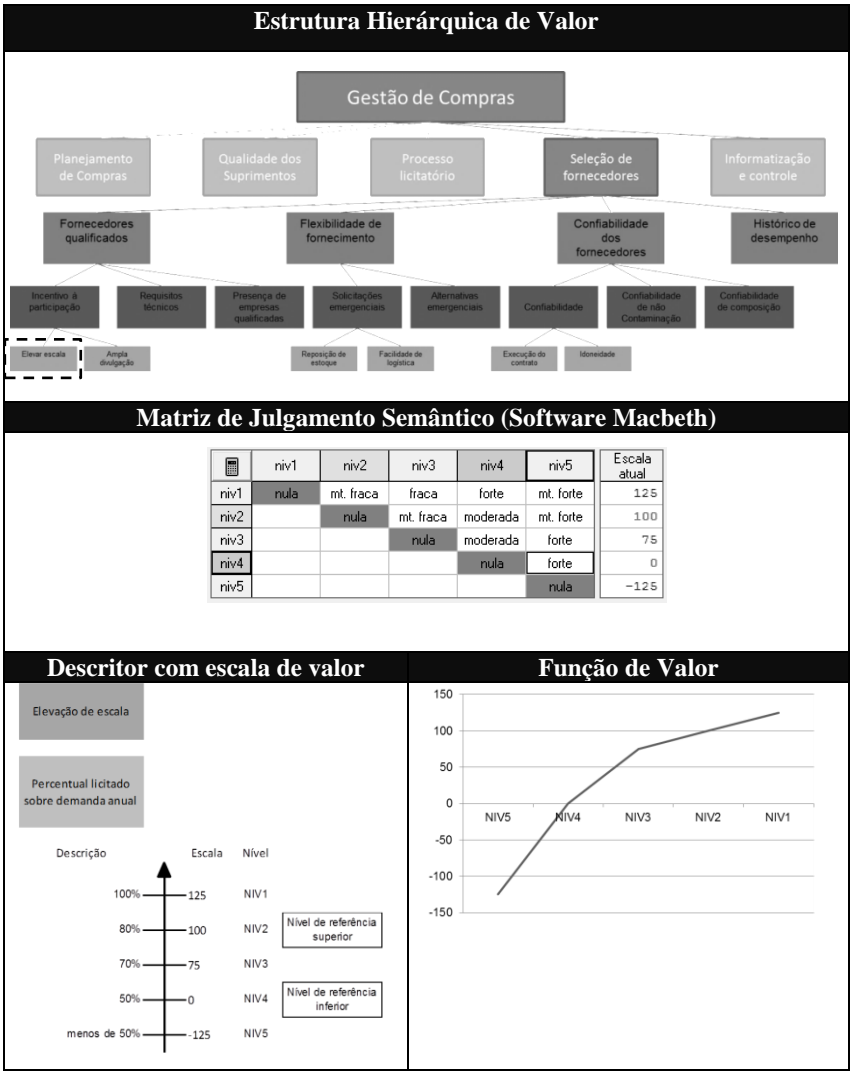 Estrutura Hierárquica de Valor
Gestão de Compras
Planejamento
de Compras
Qualidade dos
Suprimentos
Processo
licitatório
Seleção de
fornecedores
Informatização
e controle
Fornecedores
qualificados
Flexibilidade de
fornecimento
Confiabilidade
dos
fornecedores
Histórico de
desempenho
Incentivo à
participação
Requisitos
técnicos
Presença de
empresas
qualificadas
Solicitações
emergenciais
Alternativas
emergenciais
Confiabilidade
Confiabilidade
de não
Contaminação
Confiabilidade
de composição
Elevar escala
Ampla
divulgação
Reposição de
estoque
Facilidade de
logística
Execução do
contrato
Idoneidade
Matriz de Julgamento Semântico (Software Macbeth)
niv1 niv2 niv3 niv4 niv5 Escala
atual
niv1 nula mt. fraca fraca forte mt. forte 125
niv2 nula mt. fraca moderada mt. forte 100
niv3 nula moderada forte 75
niv4 nula forte 0
niv5 nula -125
Descritor com escala de valor
Elevação de escala
Percentual licitado
sobre demanda anual
Descrição Escala Nível
100% 125 NIV1
80% 100 NIV2 Nível de referência
superior
70% 75 NIV3
50% 0 NIV4 Nível de referência
inferior
menos de 50% -125 NIV5
Função de Valor
150
100
50
0
-50
-100
-150
NIV5 NIV4 NIV3 NIV2 NIV1